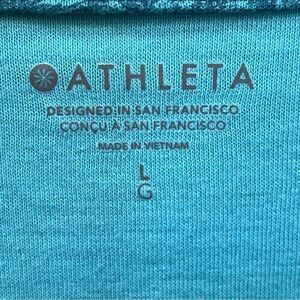 ATHLETA
DESIGNED IN SAN FRANCISCO
CONÇU À SAN FRANCISCO
MADE IN VIETNAM
L
G